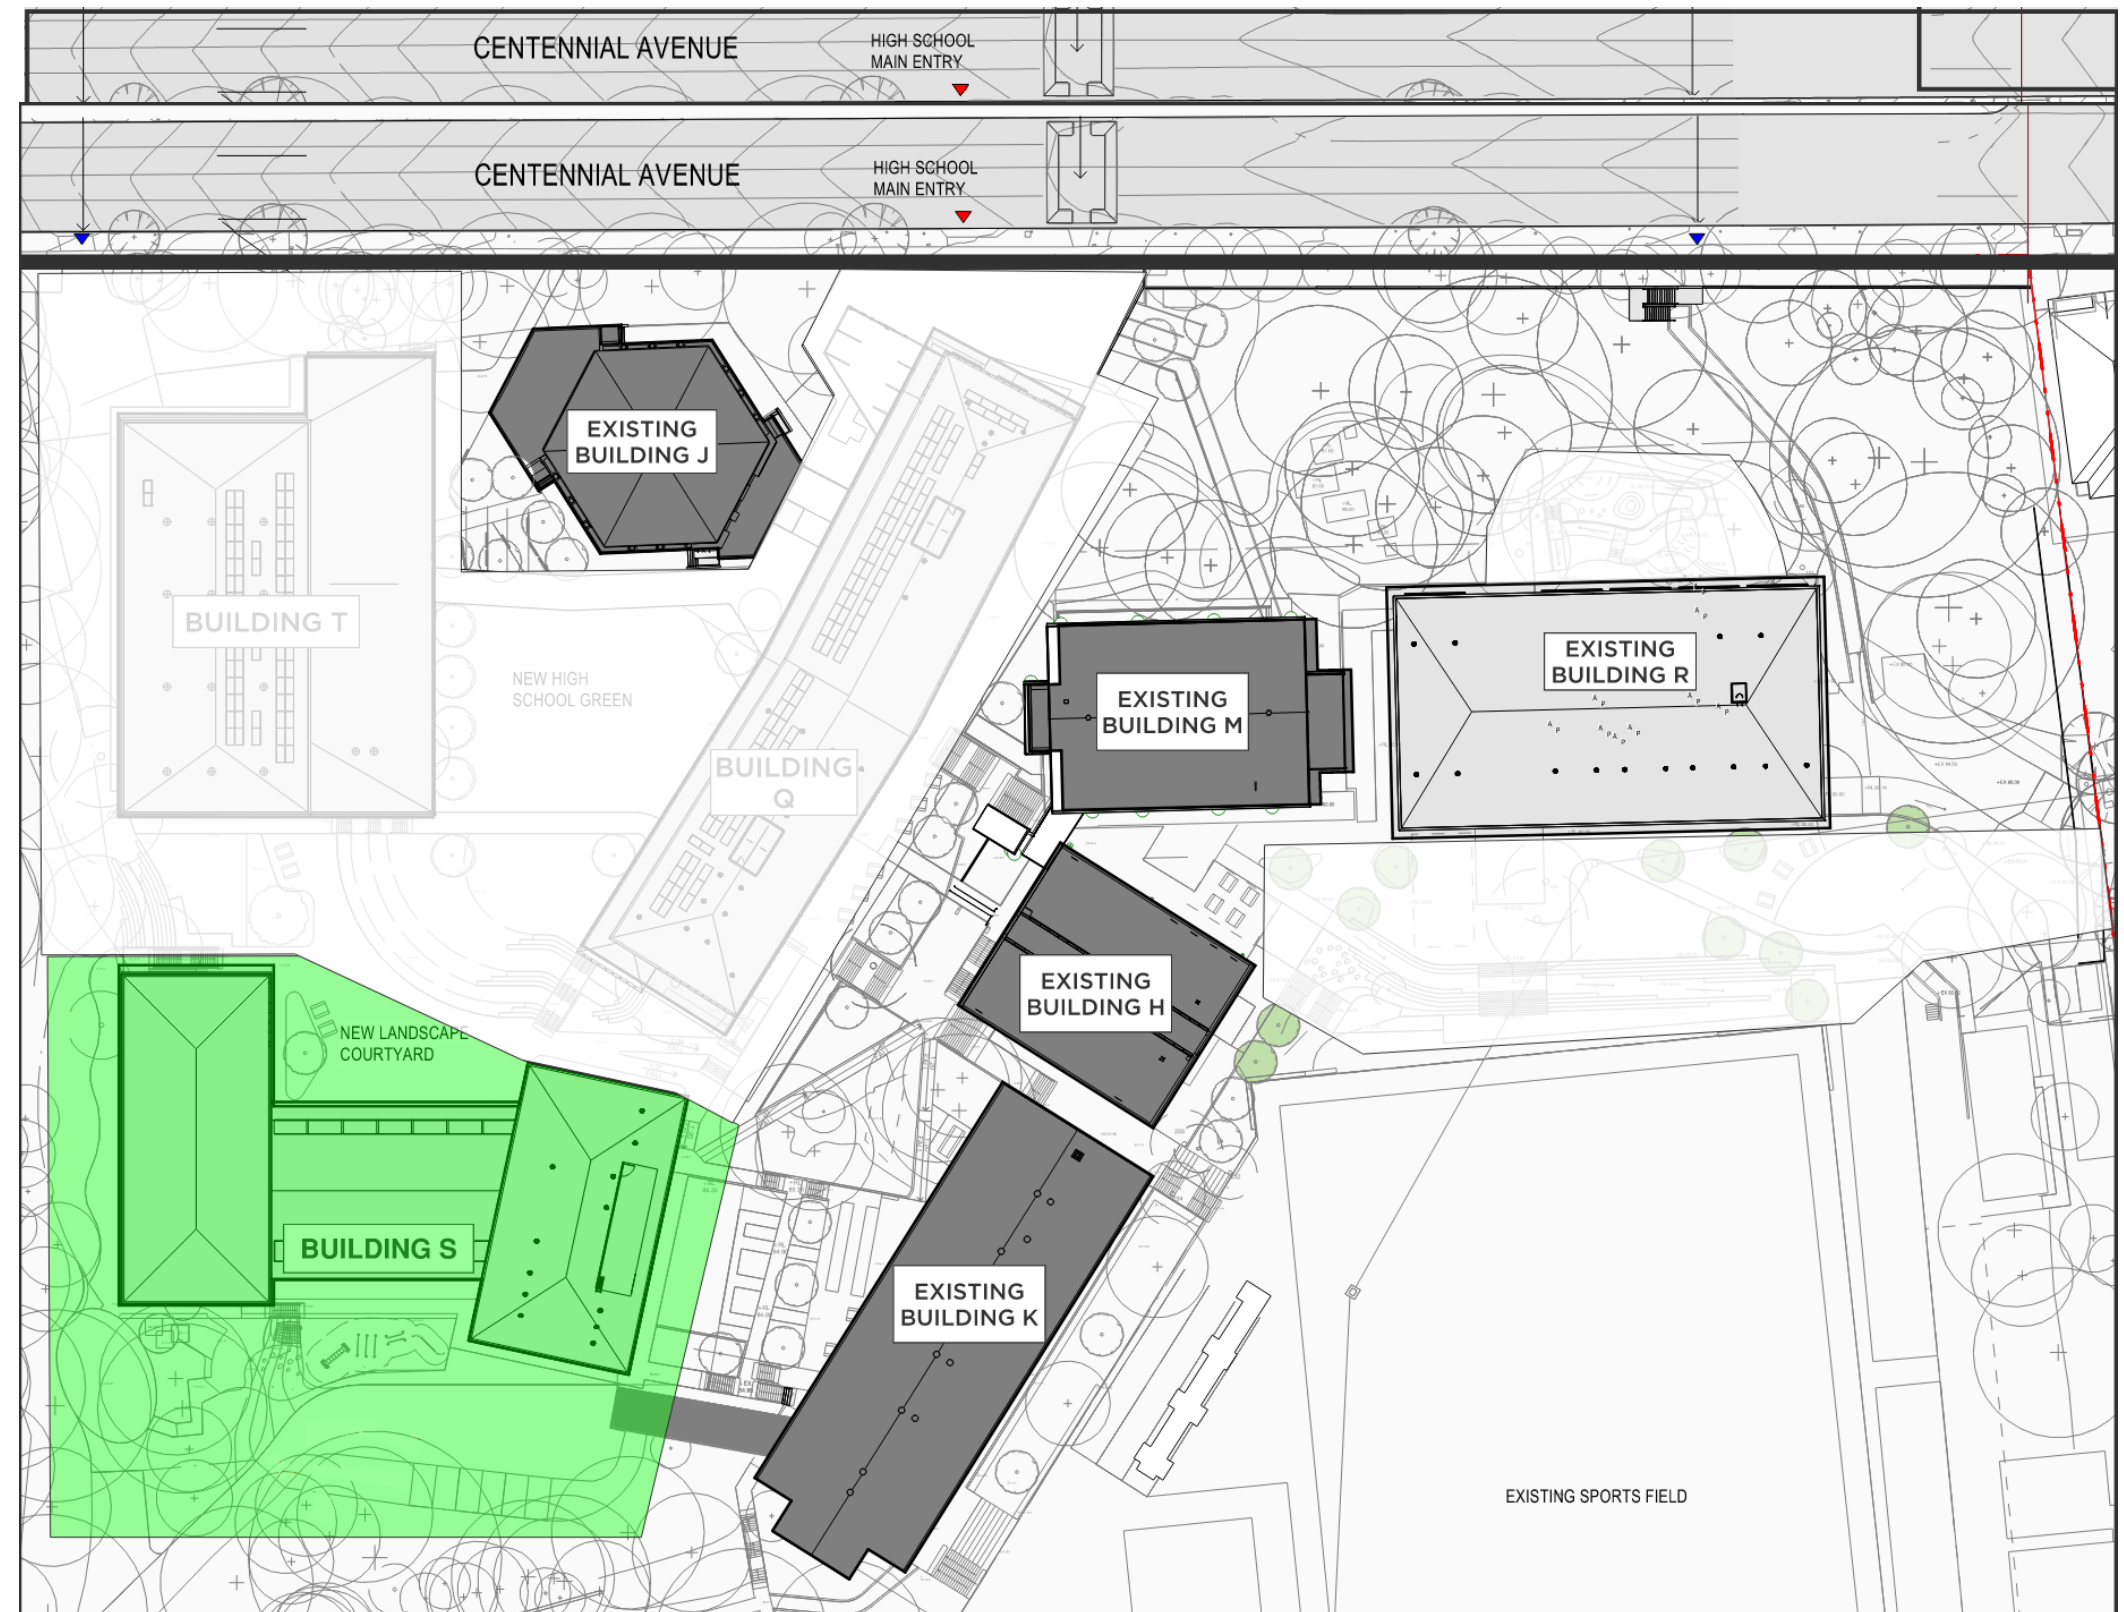 CENTENNIAL AVENUE
HIGH SCHOOL
MAIN ENTRY
CENTENNIAL AVENUE
HIGH SCHOOL
MAIN ENTRY
EXISTING
BUILDING J
BUILDING T
NEW HIGH
SCHOOL GREEN
BUILDING
Q
EXISTING
BUILDING M
EXISTING
BUILDING R
EXISTING
BUILDING H
NEW LANDSCAPE
COURTYARD
BUILDING S
EXISTING
BUILDING K
EXISTING SPORTS FIELD